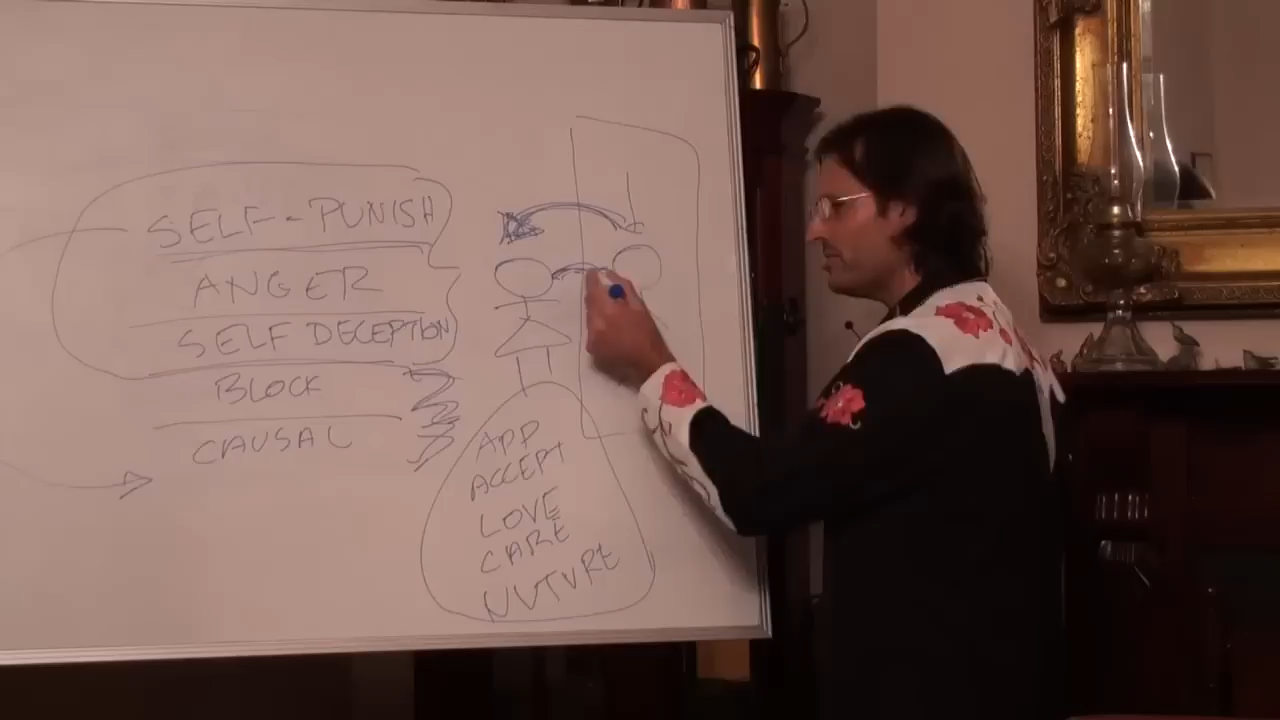 SELF-PUNISH
ANGER
SELF DECEPTION
BLOCK
CAUSAL
APP
ACCEPT
LOVE
CARE
NUTURE